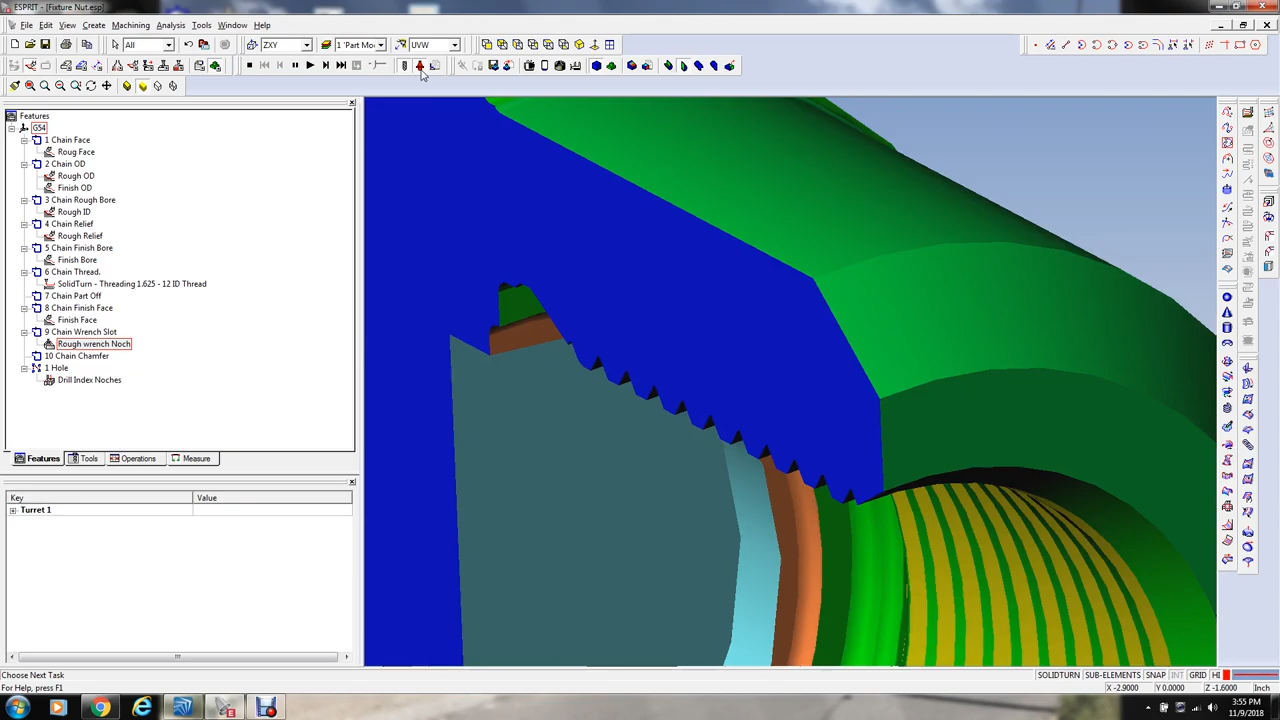 ESPRIT - [Fixture Nut.esp]
File Edit View Create Machining Analysis Tools Window Help
All ZXY 1 'Part Mo UVW
Features
G54
1 Chain Face
Roug Face
2 Chain OD
Rough OD
Finish OD
3 Chain Rough Bore
Rough ID
4 Chain Relief
Rough Relief
5 Chain Finish Bore
Finish Bore
6 Chain Thread.
SolidTurn - Threading 1.625 - 12 ID Thread
7 Chain Part Off
8 Chain Finish Face
Finish Face
9 Chain Wrench Slot
Rough wrench Noch
10 Chain Chamfer
1 Hole
Drill Index Noches
Features Tools Operations Measure
Key Value
Turret 1
Choose Next Task
SOLIDTURN SUB-ELEMENTS SNAP INT GRID HI
For Help, press F1
X -2.9000 Y 0.0000 Z -1.6000 Inch
3:55 PM
11/9/2018